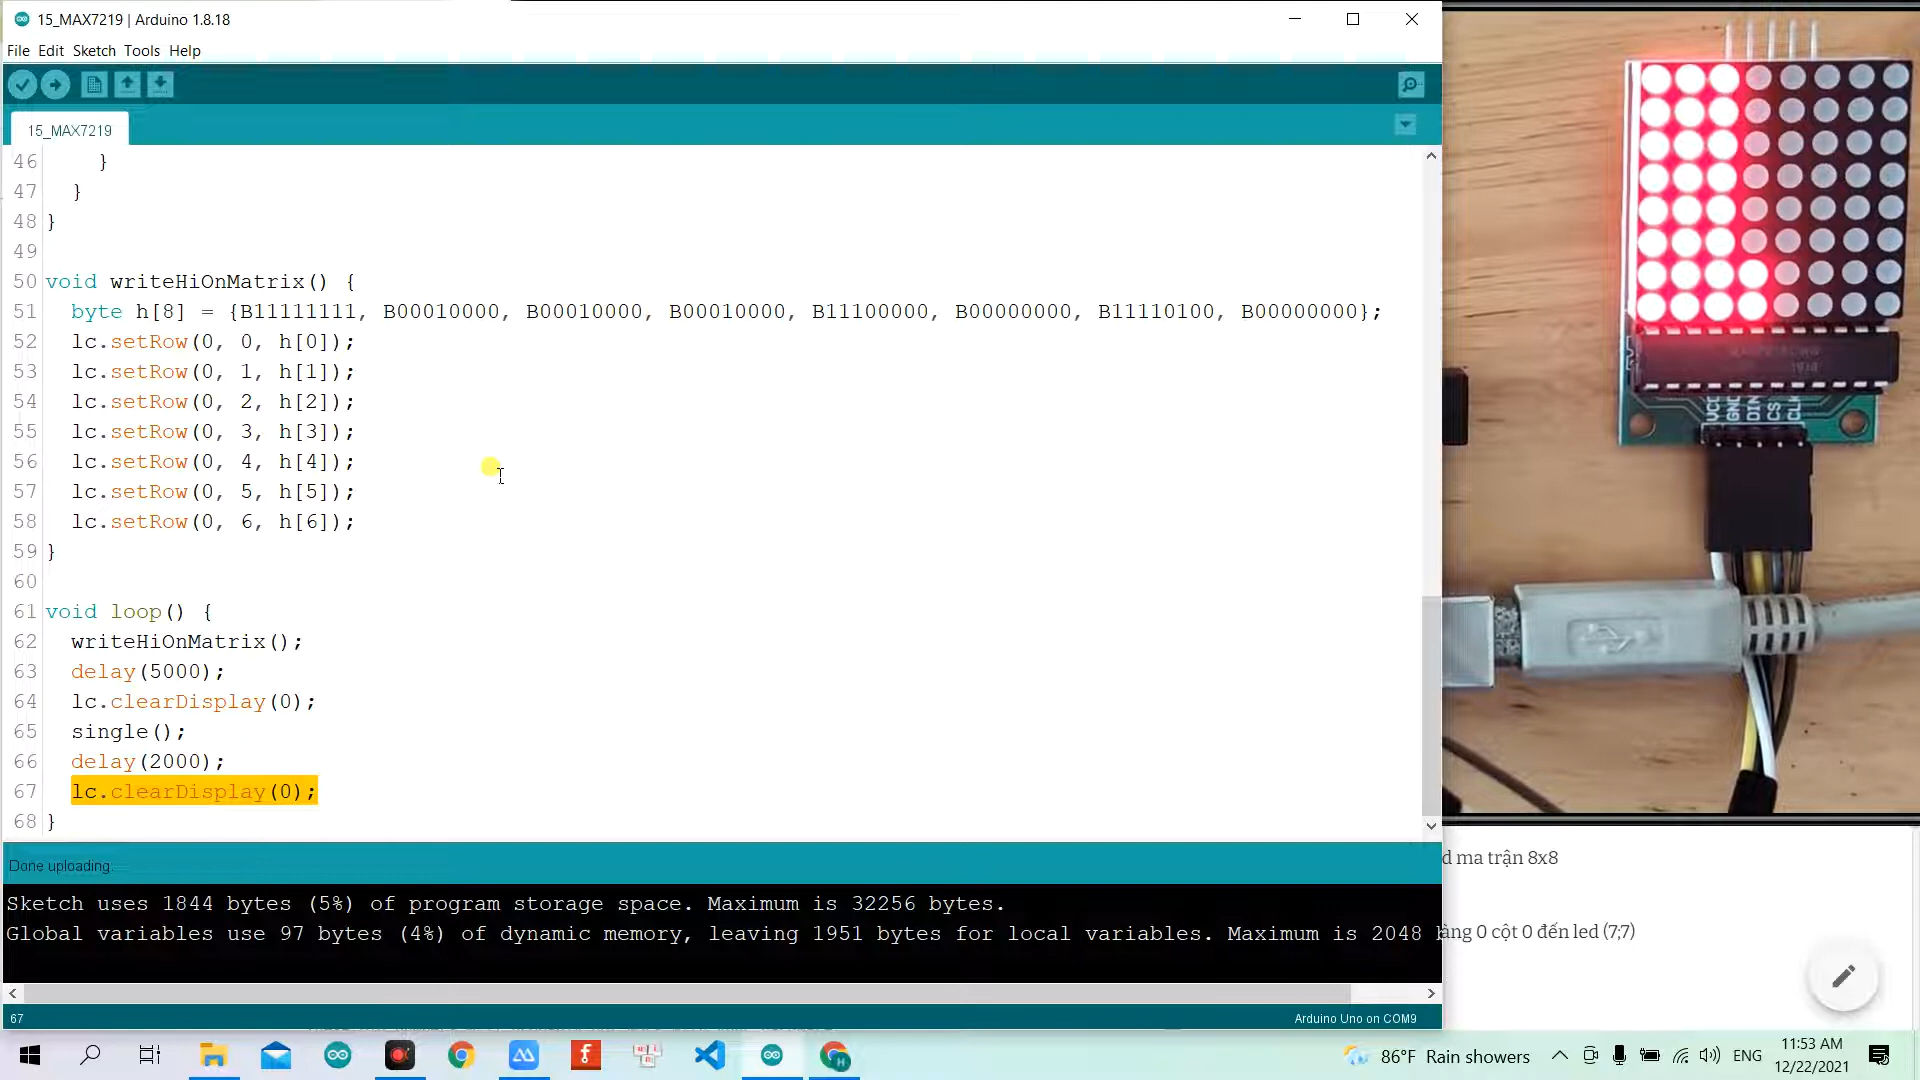 15_MAX7219 | Arduino 1.8.18
File Edit Sketch Tools Help
15_MAX7219
46 }
47 }
48 }
49
50 void writeHiOnMatrix() {
51 byte h[8] = {B11111111, B00010000, B00010000, B00010000, B11100000, B00000000, B11110100, B00000000};
52 lc.setRow(0, 0, h[0]);
53 lc.setRow(0, 1, h[1]);
54 lc.setRow(0, 2, h[2]);
55 lc.setRow(0, 3, h[3]);
56 lc.setRow(0, 4, h[4]);
57 lc.setRow(0, 5, h[5]);
58 lc.setRow(0, 6, h[6]);
59 }
60
61 void loop() {
62 writeHiOnMatrix();
63 delay(5000);
64 lc.clearDisplay(0);
65 single();
66 delay(2000);
67 lc.clearDisplay(0);
68 }
Done uploading.
Sketch uses 1844 bytes (5%) of program storage space. Maximum is 32256 bytes.
Global variables use 97 bytes (4%) of dynamic memory, leaving 1951 bytes for local variables. Maximum is 2048
67
Arduino Uno on COM9
VCC
GND
DIN
CS
CLK
d ma trận 8x8
àng 0 cột 0 đến led (7;7)
86°F Rain showers
ENG
11:53 AM
12/22/2021